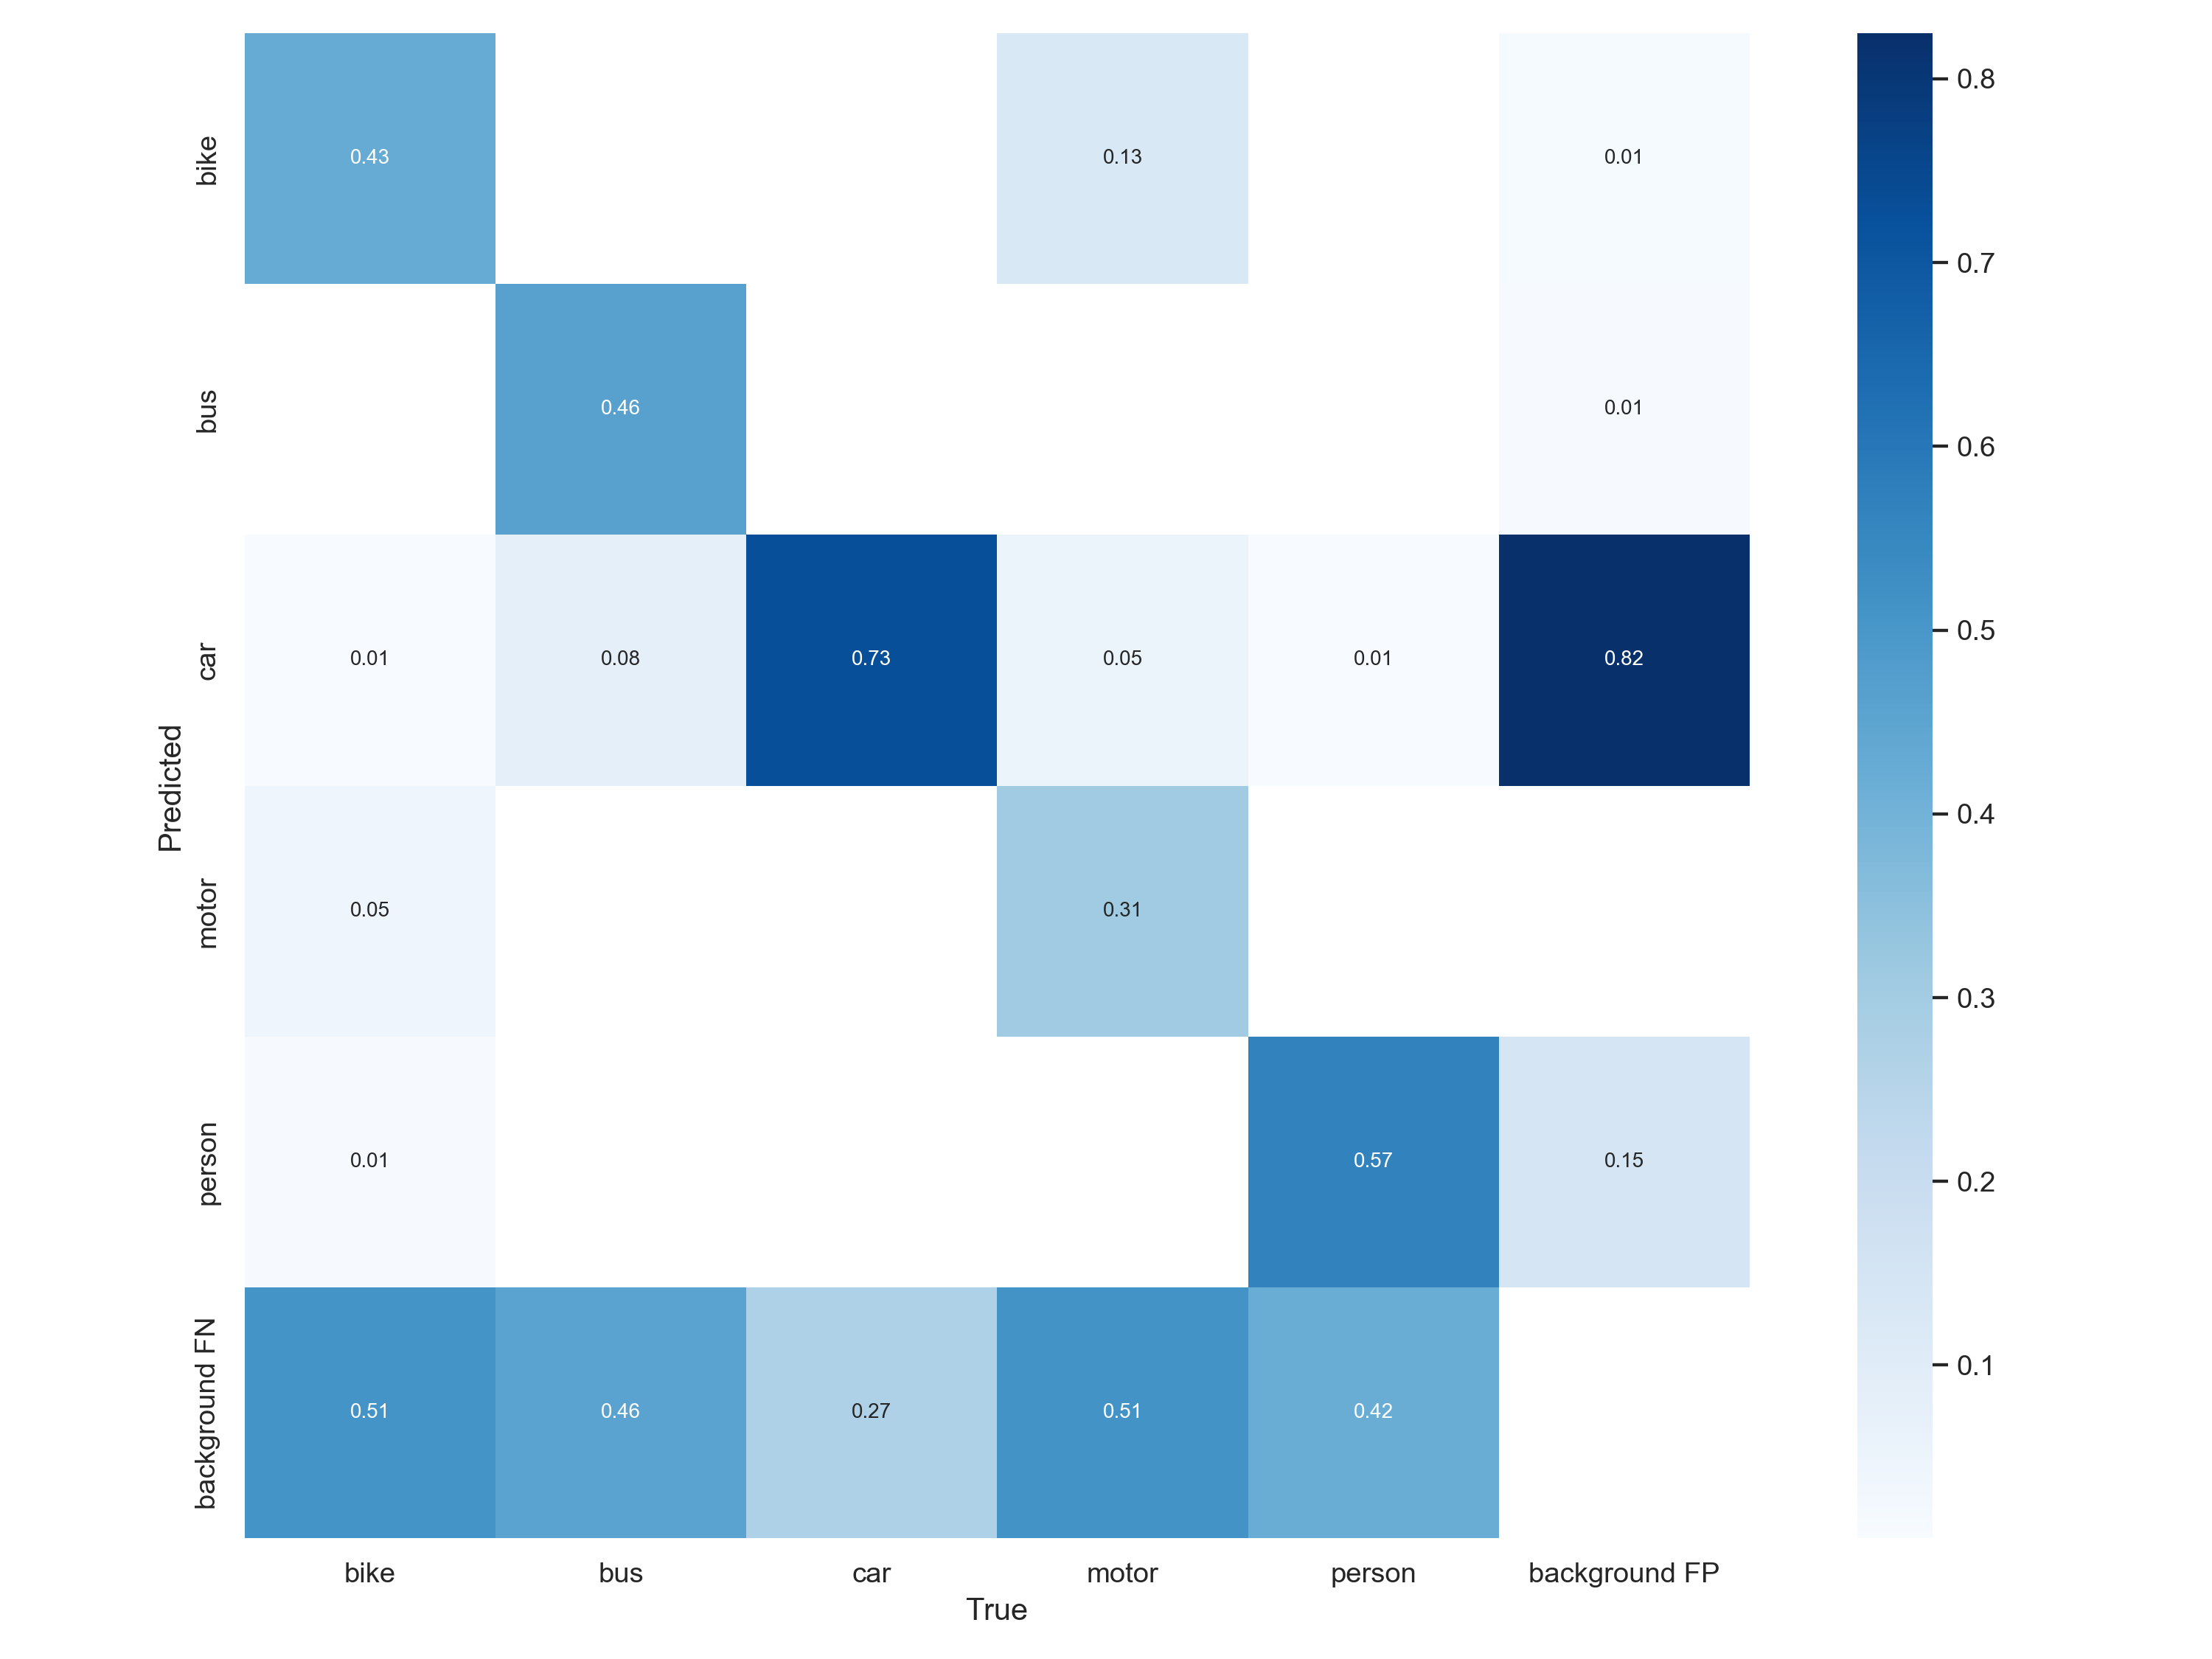 bike 0.43 0.13 0.01
bus 0.46 0.01
car 0.01 0.08 0.73 0.05 0.01 0.82
motor 0.05 0.31
person 0.01 0.57 0.15
background FN 0.51 0.46 0.27 0.51 0.42
Predicted
bike bus car motor person background FP
True
0.8
0.7
0.6
0.5
0.4
0.3
0.2
0.1